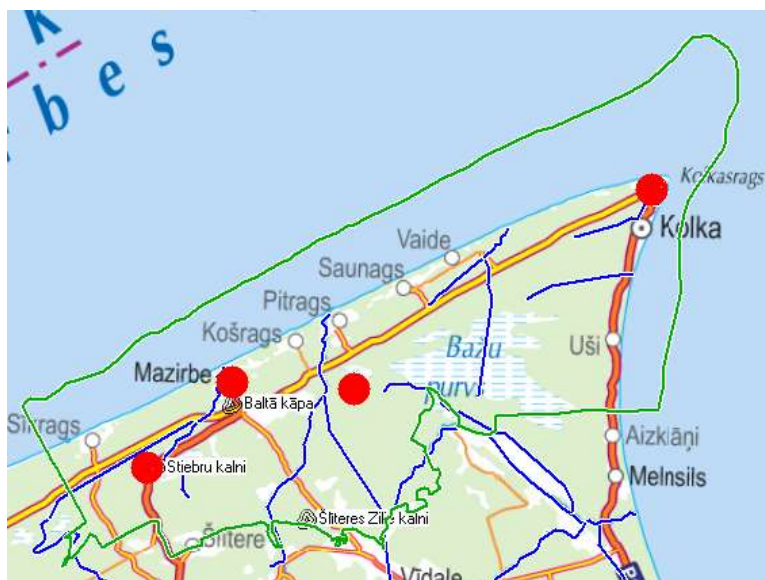 k
rbes
Kolkasrags
Kolka
Vaide
Saunags
Pitrags
Košrags
Bažu
purvs
Uši
Mazirbe
Baltā kāpa
Sīkrags
Aizklāņi
Stiebru kalni
Melnsils
Šlīteres Zilie kalni
Šlītere
Vīdale